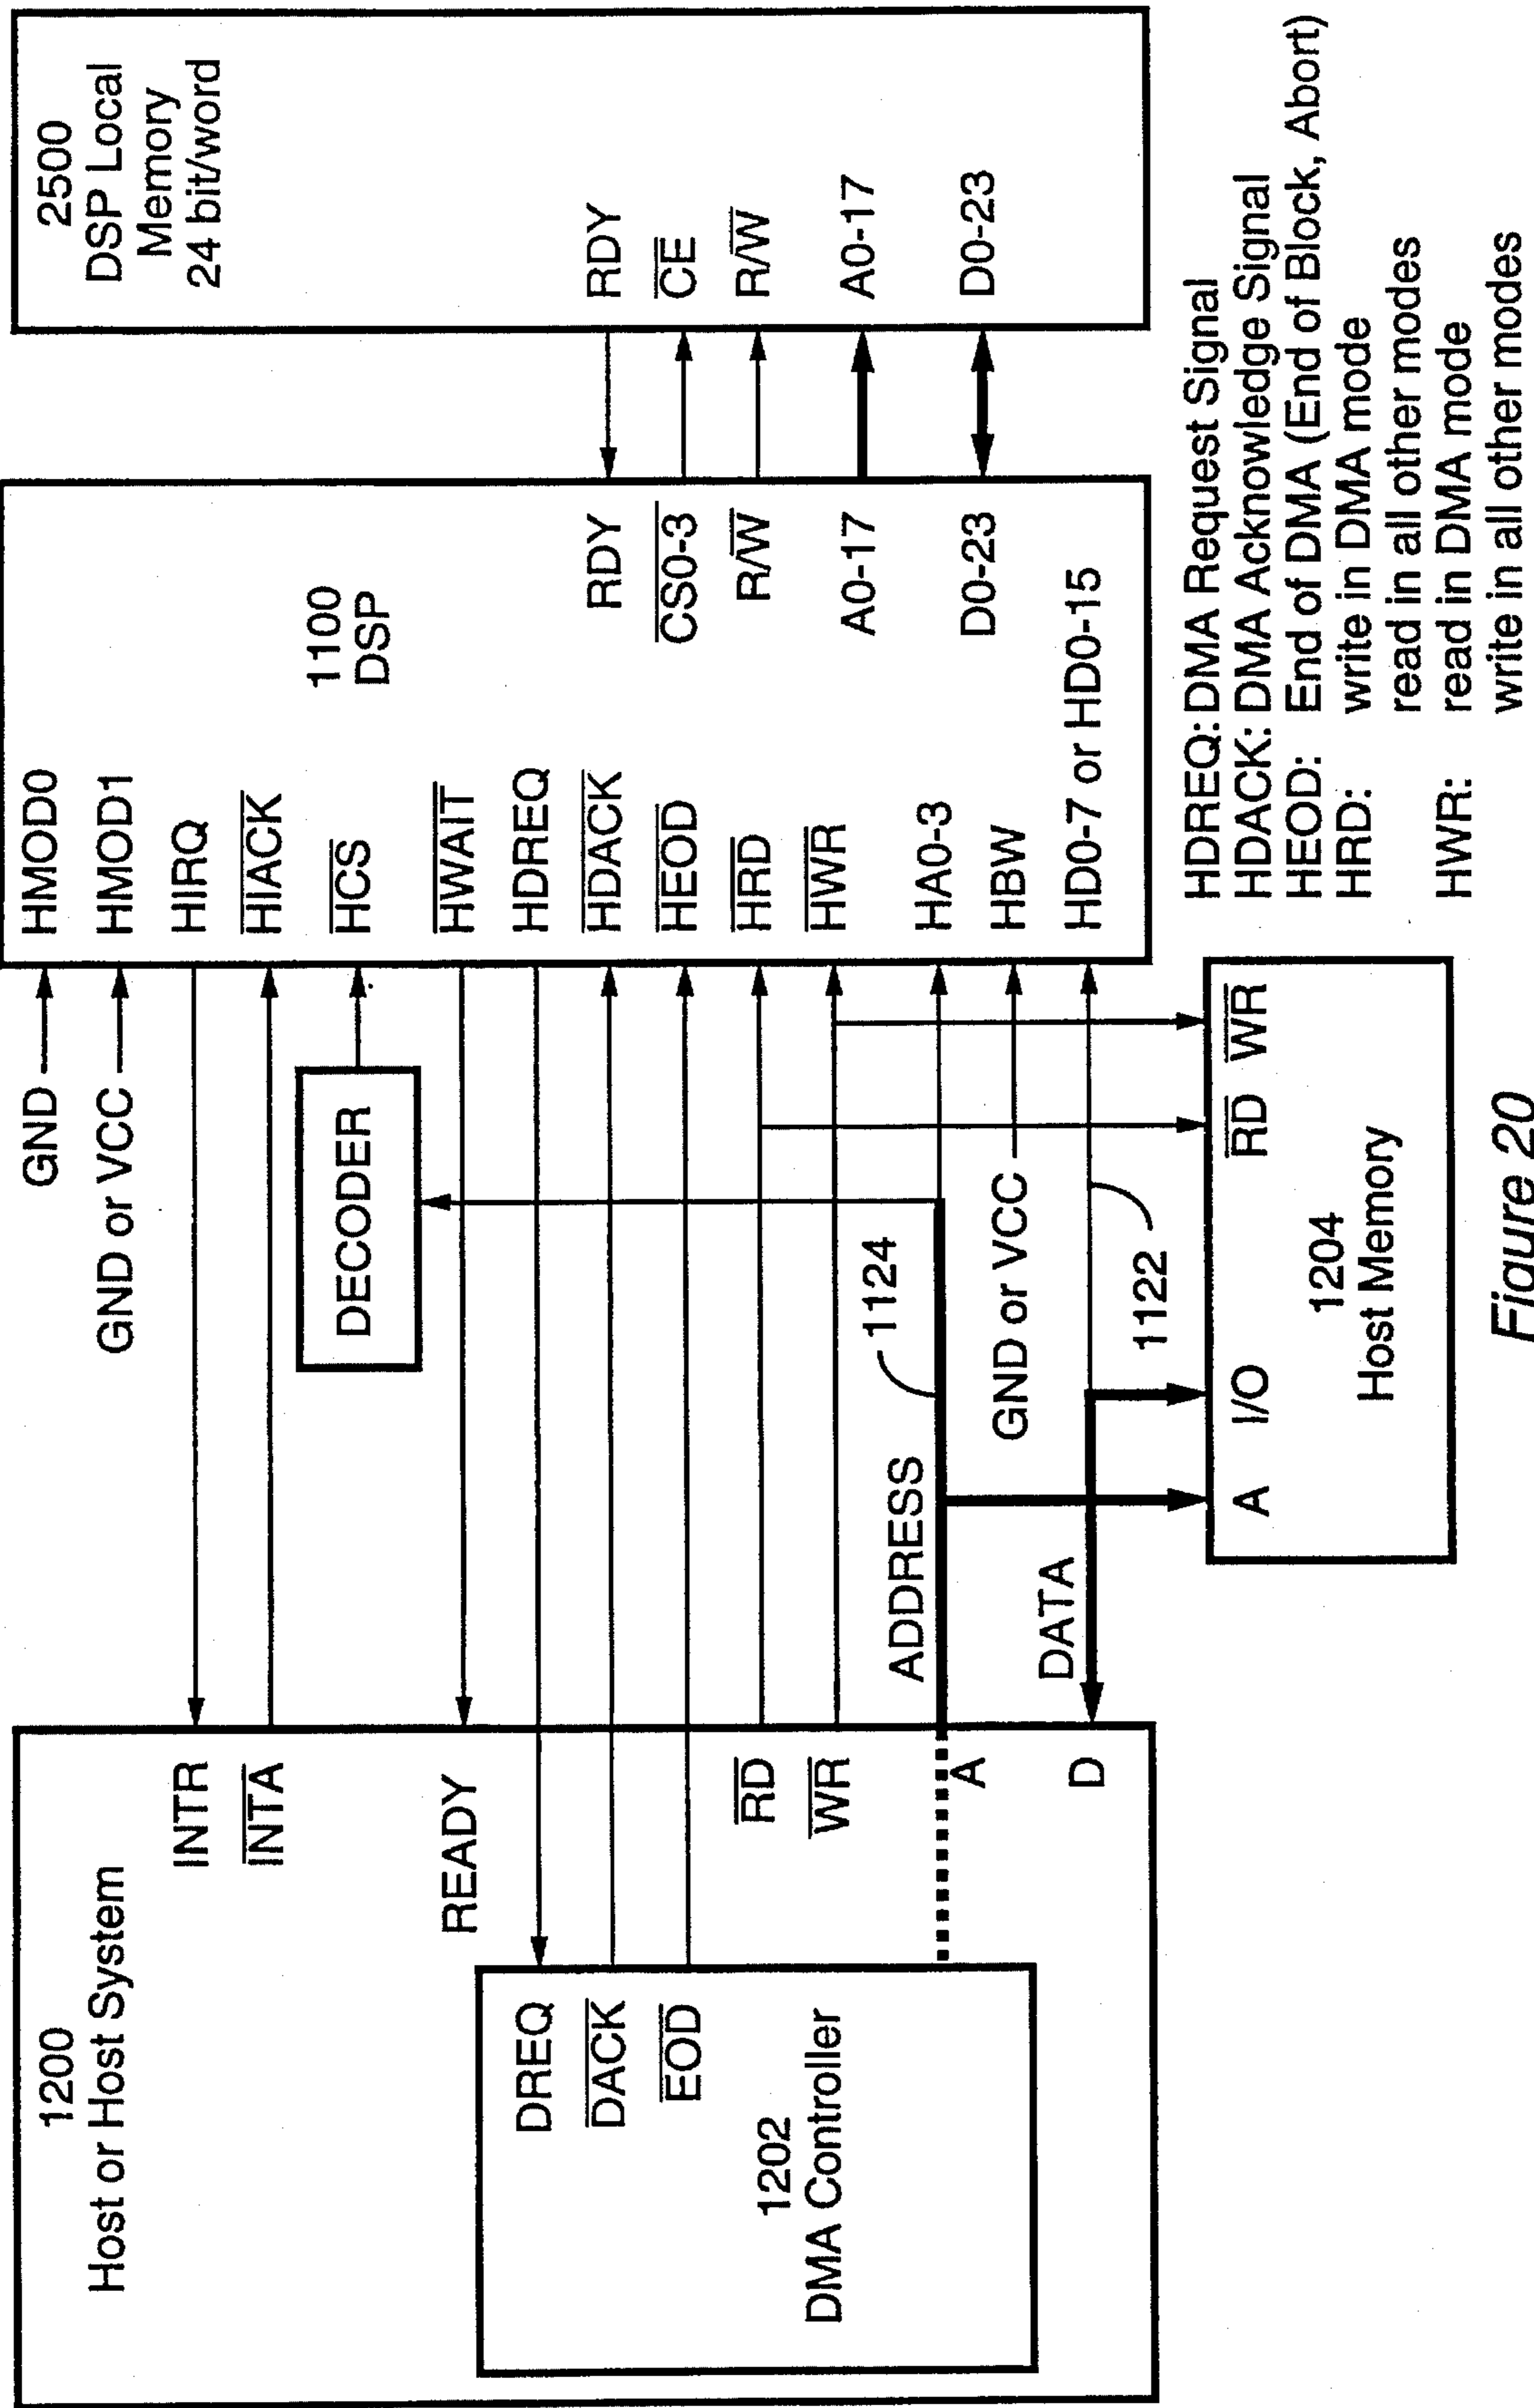 1200
Host or Host System
INTR
INTA
READY
1202
DMA Controller
DREQ
DACK
EOD
RD
WR
A
D
GND
GND or VCC
DECODER
ADDRESS
1124
DATA
GND or VCC
1122
A
I/O
RD
WR
1204
Host Memory
1100
DSP
HMOD0
HMOD1
HIRQ
HIACK
HCS
HWAIT
HDREQ
HDACK
HEOD
HRD
HWR
HA0-3
HBW
HD0-7 or HD0-15
RDY
CS0-3
R/W
A0-17
D0-23
2500
DSP Local
Memory
24 bit/word
RDY
CE
R/W
A0-17
D0-23
HDREQ: DMA Request Signal
HDACK: DMA Acknowledge Signal
HEOD: End of DMA (End of Block, Abort)
HRD: write in DMA mode
read in all other modes
HWR: read in DMA mode
write in all other modes
Figure 20